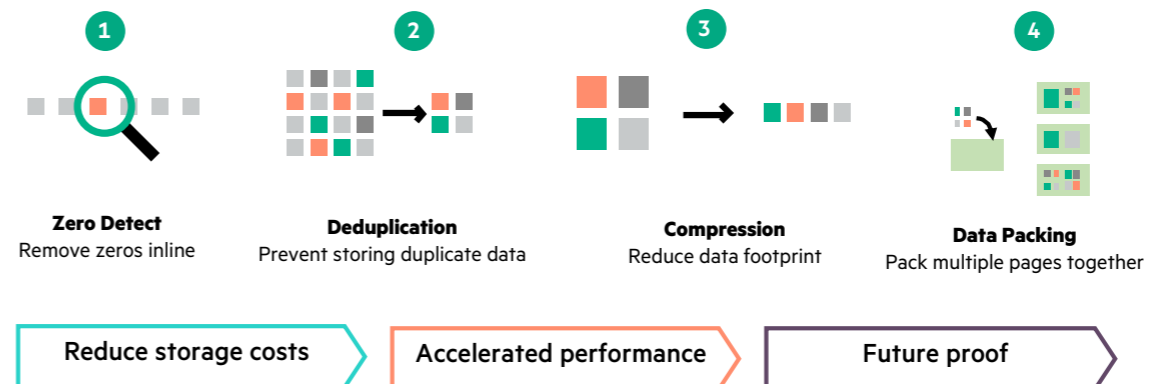 1
2
3
4
Zero Detect
Remove zeros inline
Deduplication
Prevent storing duplicate data
Compression
Reduce data footprint
Data Packing
Pack multiple pages together
Reduce storage costs
Accelerated performance
Future proof